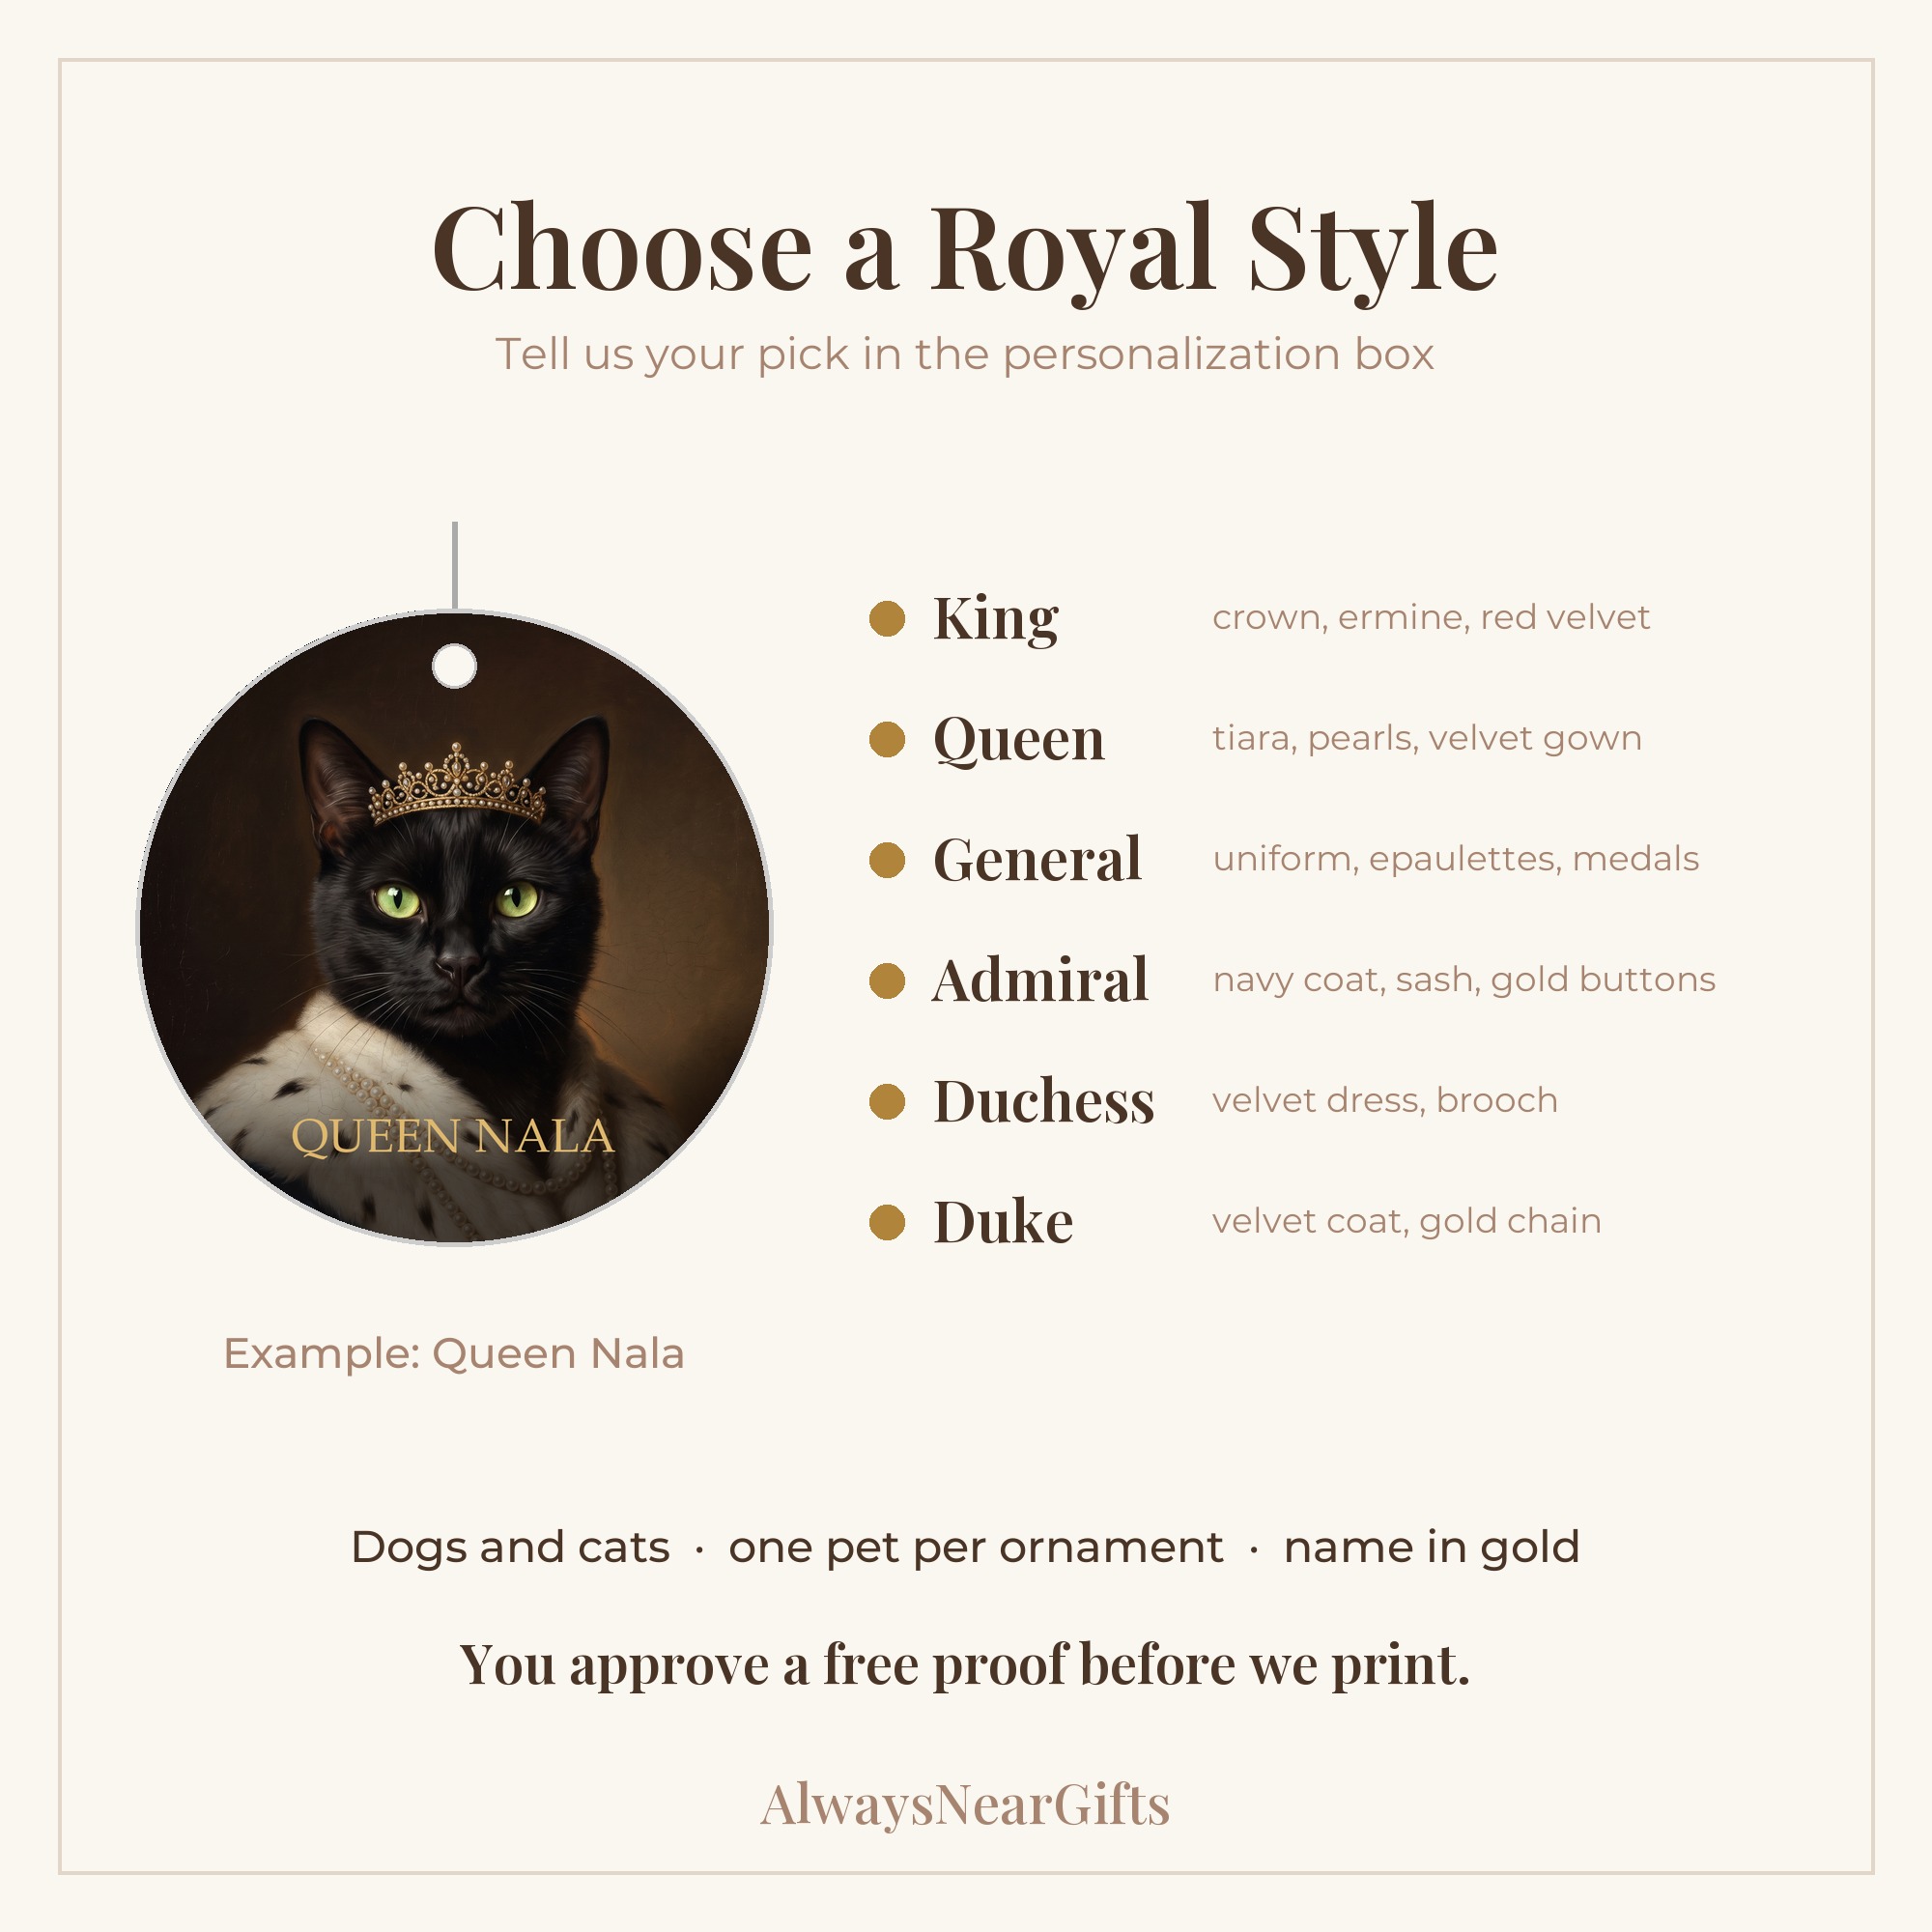 Choose a Royal Style
Tell us your pick in the personalization box
King crown, ermine, red velvet
Queen tiara, pearls, velvet gown
General uniform, epaulettes, medals
Admiral navy coat, sash, gold buttons
Duchess velvet dress, brooch
Duke velvet coat, gold chain
QUEEN NALA
Example: Queen Nala
Dogs and cats · one pet per ornament · name in gold
You approve a free proof before we print.
AlwaysNearGifts